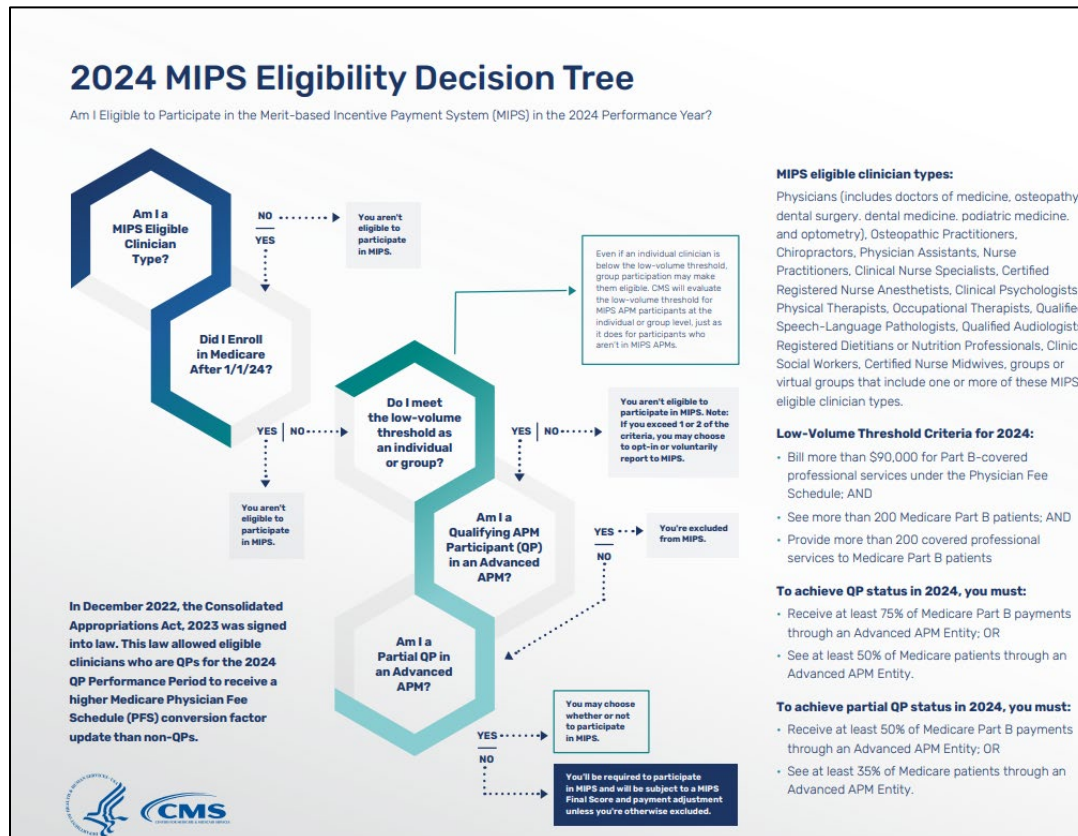 2024 MIPS Eligibility Decision Tree
Am I Eligible to Participate in the Merit-based Incentive Payment System (MIPS) in the 2024 Performance Year?
Am I a
MIPS Eligible
Clinician
Type?
NO
YES
You aren't
eligible to
participate
in MIPS.
Did I Enroll
in Medicare
After 1/1/24?
YES
NO
You aren't
eligible to
participate
in MIPS.
Even if an individual clinician is
below the low-volume threshold,
group participation may make
them eligible. CMS will evaluate
the low-volume threshold for
MIPS APM participants at the
individual or group level, just as
it does for participants who
aren't in MIPS APMs.
Do I meet
the low-volume
threshold as
an individual
or group?
YES
NO
You aren't eligible to
participate in MIPS. Note:
If you exceed 1 or 2 of the
criteria, you may choose
to opt-in or voluntarily
report to MIPS.
Am I a
Qualifying APM
Participant (QP)
in an Advanced
APM?
YES
NO
You're excluded
from MIPS.
Am I a
Partial QP in
an Advanced
APM?
YES
NO
You may choose
whether or not
to participate
in MIPS.
You'll be required to participate
in MIPS and will be subject to a MIPS
Final Score and payment adjustment
unless you're otherwise excluded.
In December 2022, the Consolidated
Appropriations Act, 2023 was signed
into law. This law allowed eligible
clinicians who are QPs for the 2024
QP Performance Period to receive a
higher Medicare Physician Fee
Schedule (PFS) conversion factor
update than non-QPs.
CMS
MIPS eligible clinician types:
Physicians (includes doctors of medicine, osteopathy
dental surgery. dental medicine. podiatric medicine.
and optometry), Osteopathic Practitioners,
Chiropractors, Physician Assistants, Nurse
Practitioners, Clinical Nurse Specialists, Certified
Registered Nurse Anesthetists, Clinical Psychologists
Physical Therapists, Occupational Therapists, Qualifie
Speech-Language Pathologists, Qualified Audiologists
Registered Dietitians or Nutrition Professionals, Clinic
Social Workers, Certified Nurse Midwives, groups or
virtual groups that include one or more of these MIPS
eligible clinician types.
Low-Volume Threshold Criteria for 2024:
• Bill more than $90,000 for Part B-covered
professional services under the Physician Fee
Schedule; AND
• See more than 200 Medicare Part B patients; AND
• Provide more than 200 covered professional
services to Medicare Part B patients
To achieve QP status in 2024, you must:
• Receive at least 75% of Medicare Part B payments
through an Advanced APM Entity; OR
• See at least 50% of Medicare patients through an
Advanced APM Entity.
To achieve partial QP status in 2024, you must:
• Receive at least 50% of Medicare Part B payments
through an Advanced APM Entity; OR
• See at least 35% of Medicare patients through an
Advanced APM Entity.